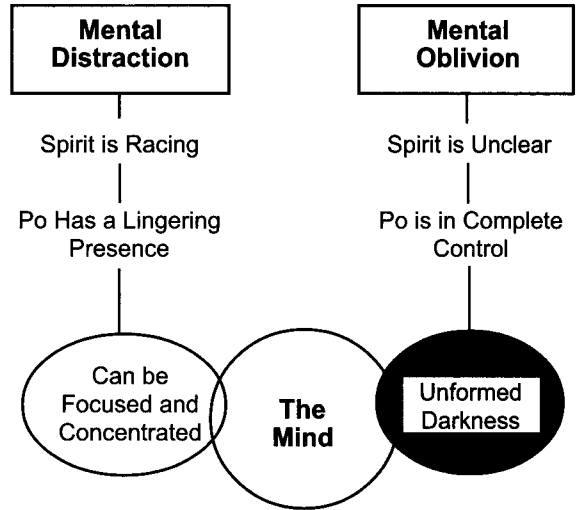 Mental
Distraction
Spirit is Racing
Po Has a Lingering
Presence
Can be
Focused and
Concentrated
The
Mind
Mental
Oblivion
Spirit is Unclear
Po is in Complete
Control
Unformed
Darkness